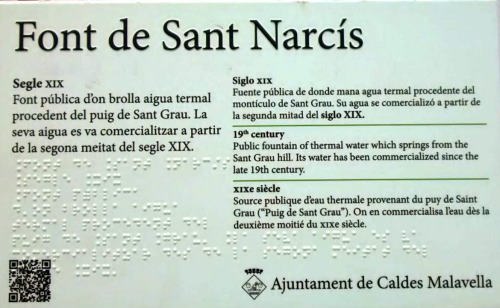 Font de Sant Narcís
Segle XIX
Font pública d'on brolla aigua termal
procedent del puig de Sant Grau. La
seva aigua es va comercialitzar a partir
de la segona meitat del segle XIX.
Siglo XIX
Fuente pública de donde mana agua termal procedente del
montículo de Sant Grau. Su agua se comercializó a partir de
la segunda mitad del siglo XIX.
19th century
Public fountain of thermal water which springs from the
Sant Grau hill. Its water has been commercialized since the
late 19th century.
XIXe siècle
Source publique d'eau thermale provenant du puy de Saint
Grau ("Puig de Sant Grau"). On en commercialisa l'eau dès la
deuxième moitié du XIXe siècle.
Ajuntament de Caldes Malavella